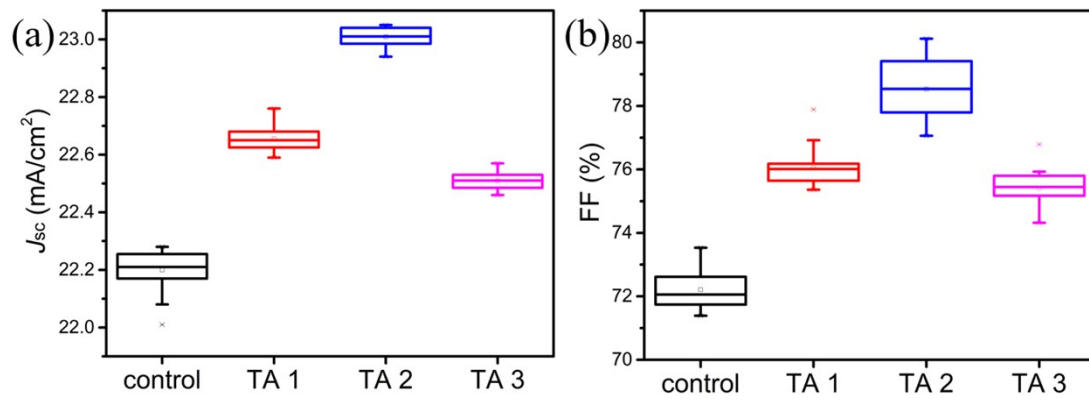 (a)
J_sc (mA/cm²)
23.0
22.8
22.6
22.4
22.2
22.0
control TA 1 TA 2 TA 3
(b)
FF (%)
80
78
76
74
72
70
control TA 1 TA 2 TA 3